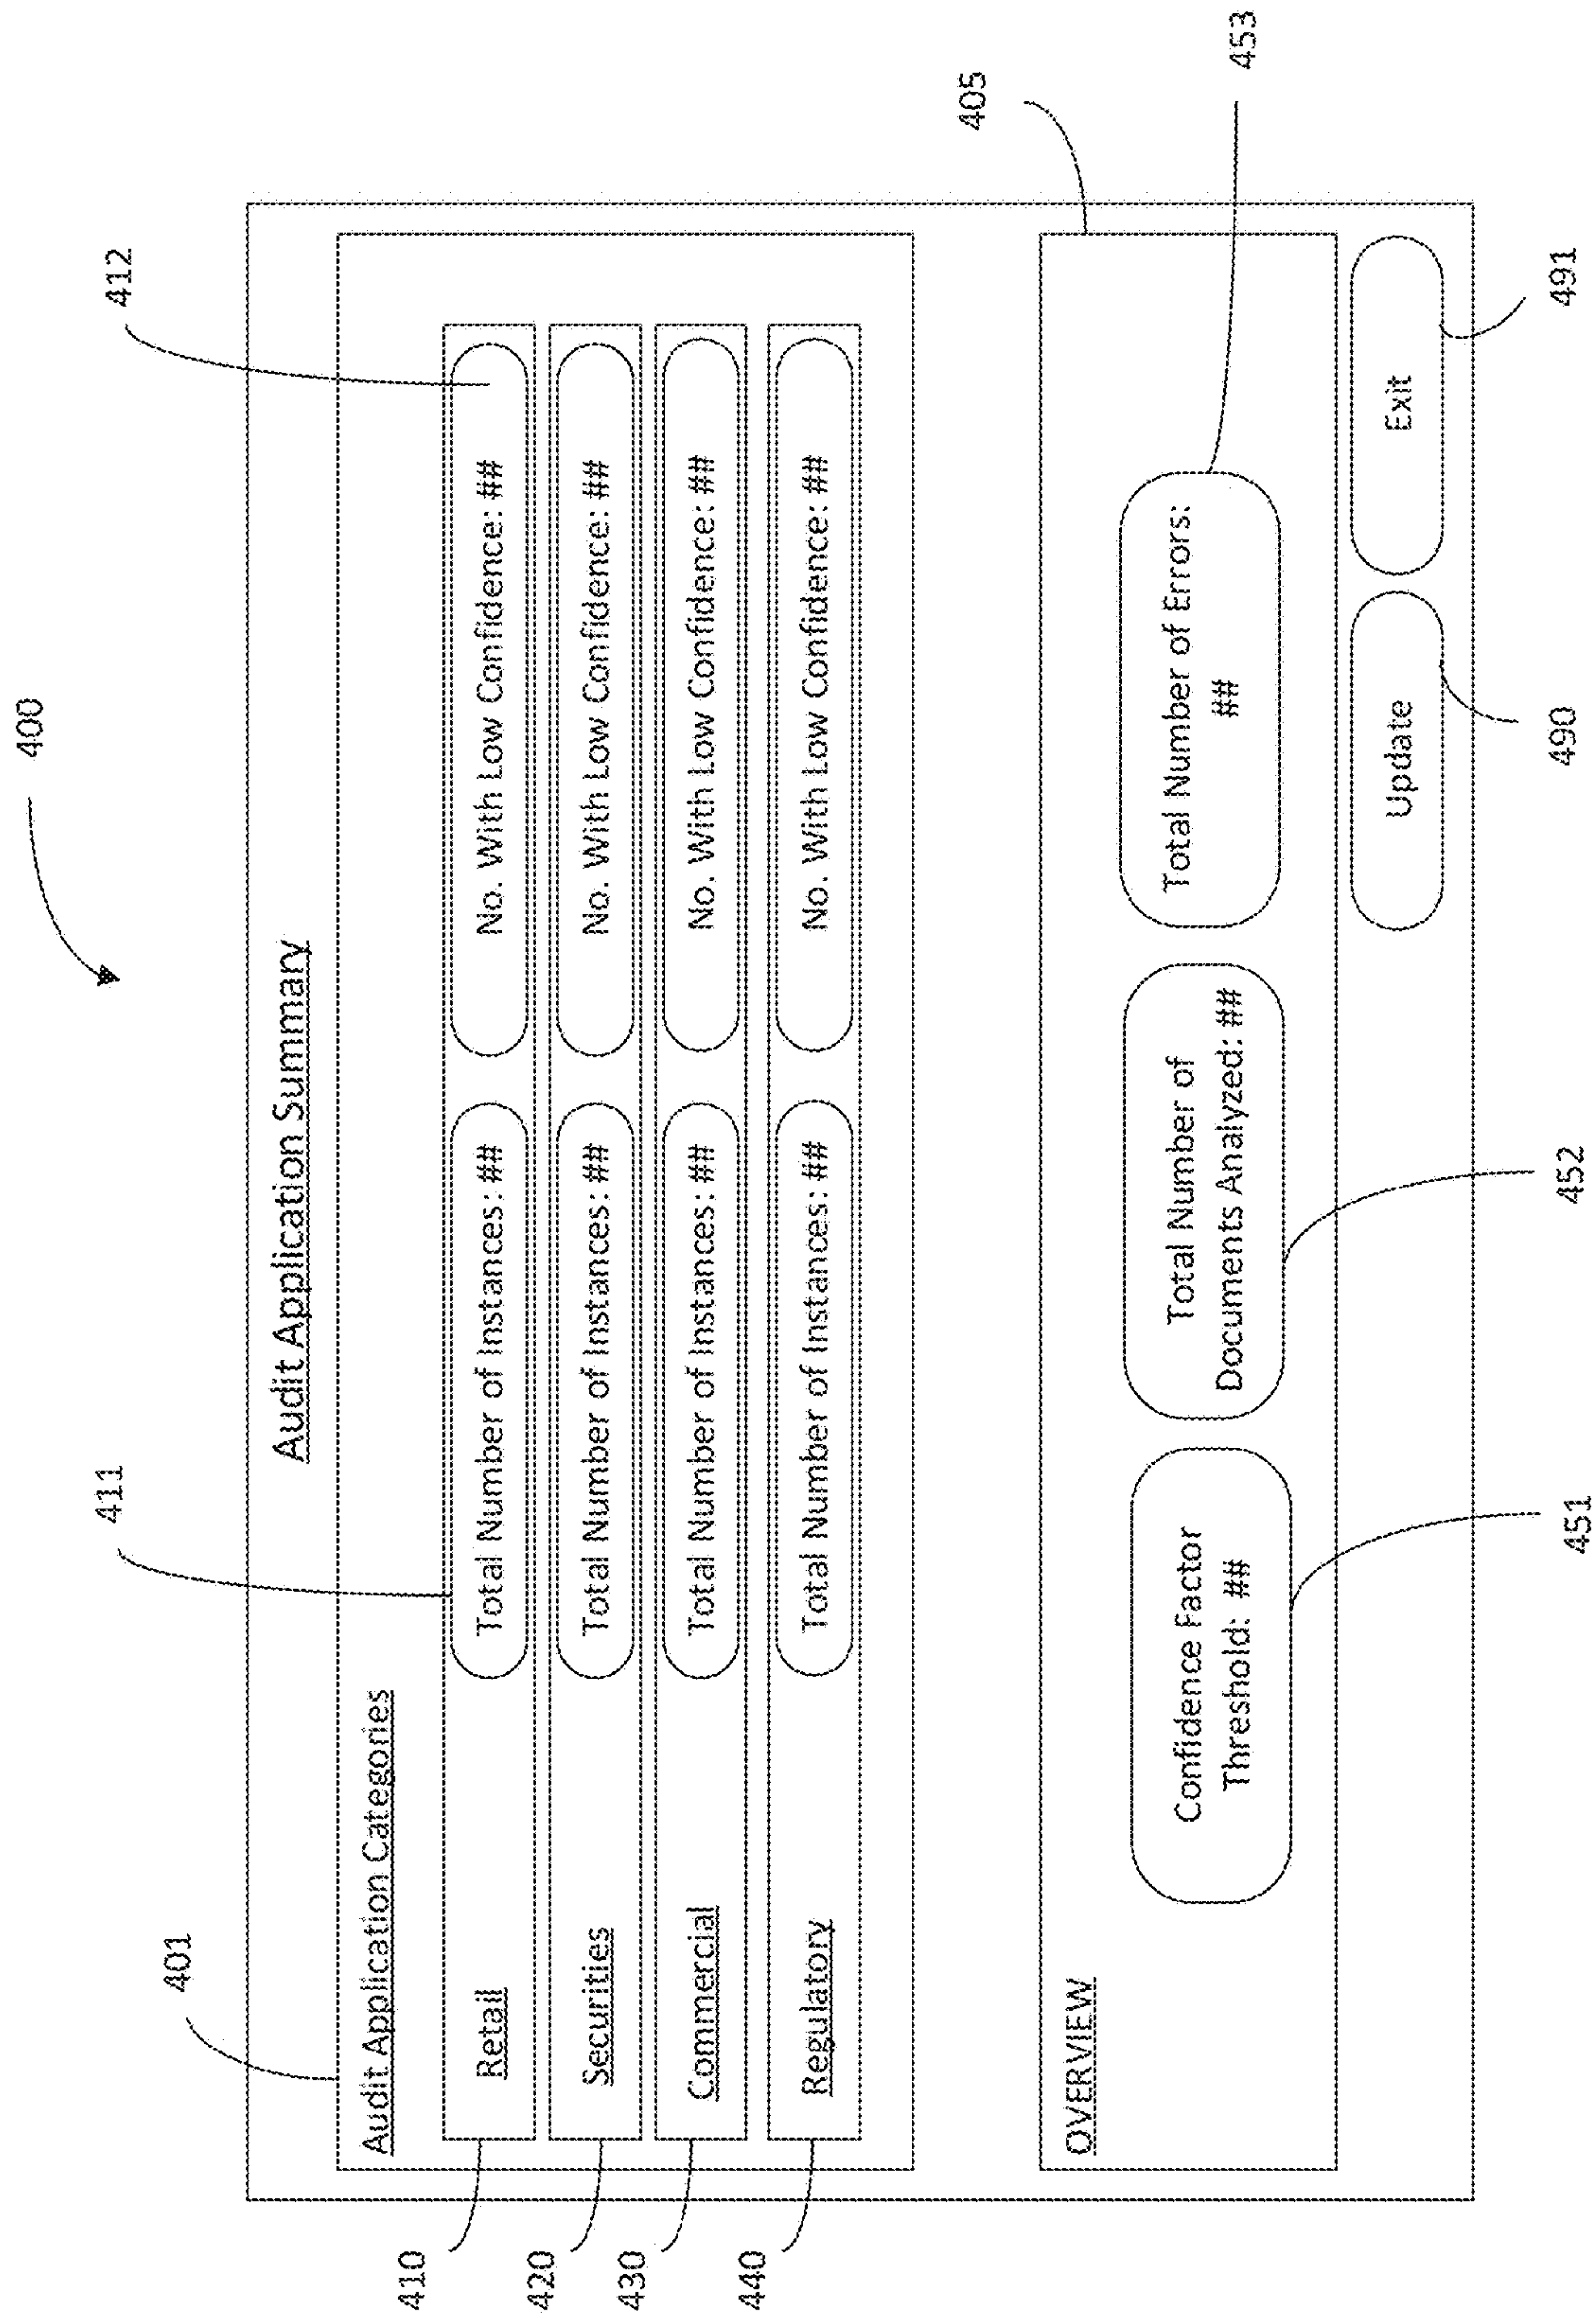 400
Audit Application Summary
401
Audit Application Categories
411
412
410
Retail
Total Number of Instances: ##
No. With Low Confidence: ##
420
Securities
Total Number of Instances: ##
No. With Low Confidence: ##
430
Commercial
Total Number of Instances: ##
No. With Low Confidence: ##
440
Regulatory
Total Number of Instances: ##
No. With Low Confidence: ##
405
OVERVIEW
Confidence Factor
Threshold: ##
Total Number of
Documents Analyzed: ##
Total Number of Errors:
##
453
Update
Exit
451
452
490
491